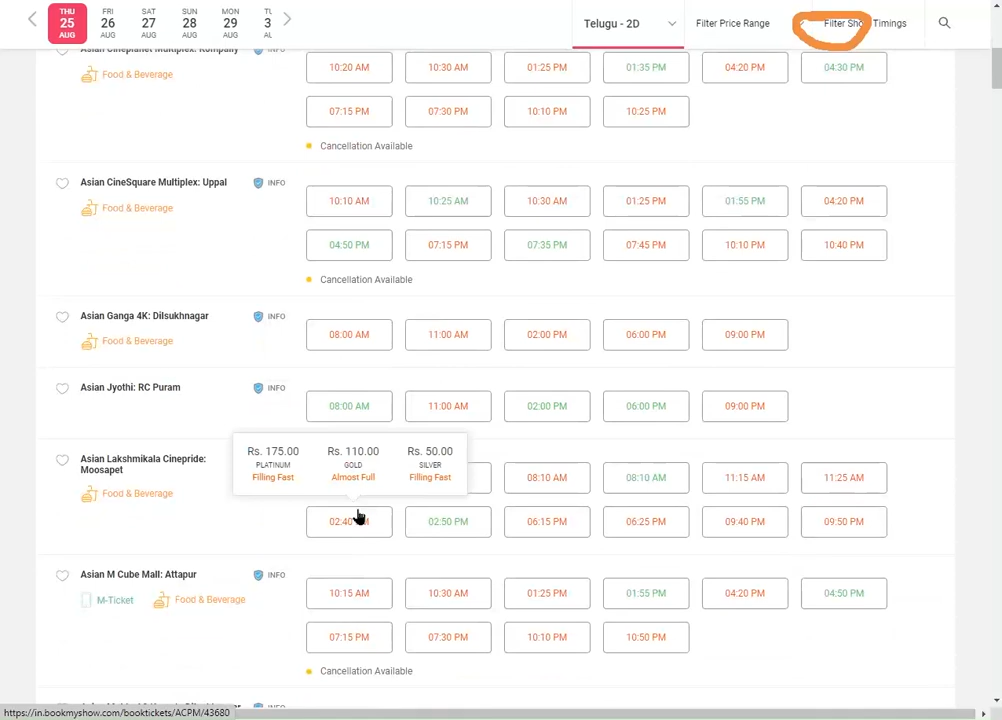 THU FRI SAT SUN MON
25 26 27 28 29 3
AUG AUG AUG AUG AUG
Telugu - 2D Filter Price Range Filter Sho Timings
Asian Cineplanet Multiplex: Kompally INFO
Food & Beverage
10:20 AM 10:30 AM 01:25 PM 01:35 PM 04:20 PM 04:30 PM
07:15 PM 07:30 PM 10:10 PM 10:25 PM
Cancellation Available
Asian CineSquare Multiplex: Uppal INFO
Food & Beverage
10:10 AM 10:25 AM 10:30 AM 01:25 PM 01:55 PM 04:20 PM
04:50 PM 07:15 PM 07:35 PM 07:45 PM 10:10 PM 10:40 PM
Cancellation Available
Asian Ganga 4K: Dilsukhnagar INFO
Food & Beverage
08:00 AM 11:00 AM 02:00 PM 06:00 PM 09:00 PM
Asian Jyothi: RC Puram INFO
08:00 AM 11:00 AM 02:00 PM 06:00 PM 09:00 PM
Asian Lakshmikala Cinepride:
Moosapet
Food & Beverage
Rs. 175.00 Rs. 110.00 Rs. 50.00
PLATINUM GOLD SILVER
Filling Fast Almost Full Filling Fast
08:10 AM 08:10 AM 11:15 AM 11:25 AM
02:40 02:50 PM 06:15 PM 06:25 PM 09:40 PM 09:50 PM
Asian M Cube Mall: Attapur INFO
M-Ticket Food & Beverage
10:15 AM 10:30 AM 01:25 PM 01:55 PM 04:20 PM 04:50 PM
07:15 PM 07:30 PM 10:10 PM 10:50 PM
Cancellation Available
https://in.bookmyshow.com/booktickets/ACPM/43680